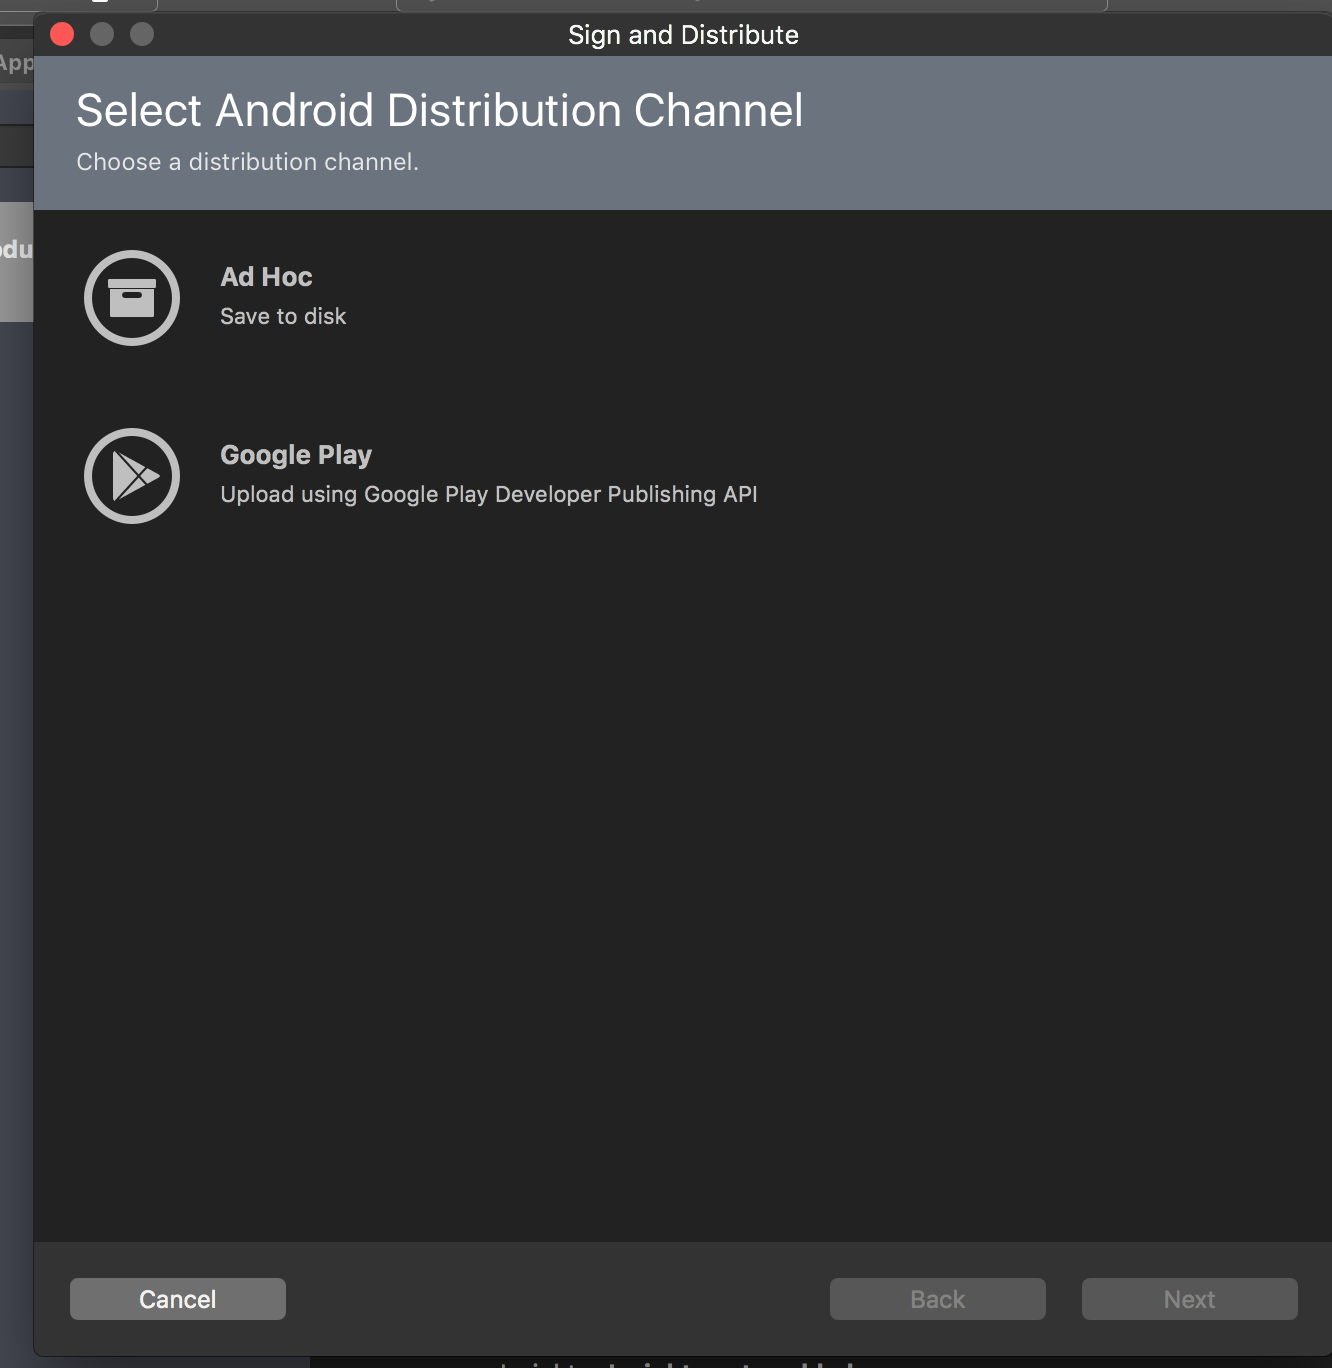 Sign and Distribute
App
Select Android Distribution Channel
Choose a distribution channel.
Ad Hoc
Save to disk
Google Play
Upload using Google Play Developer Publishing API
Cancel
Back
Next